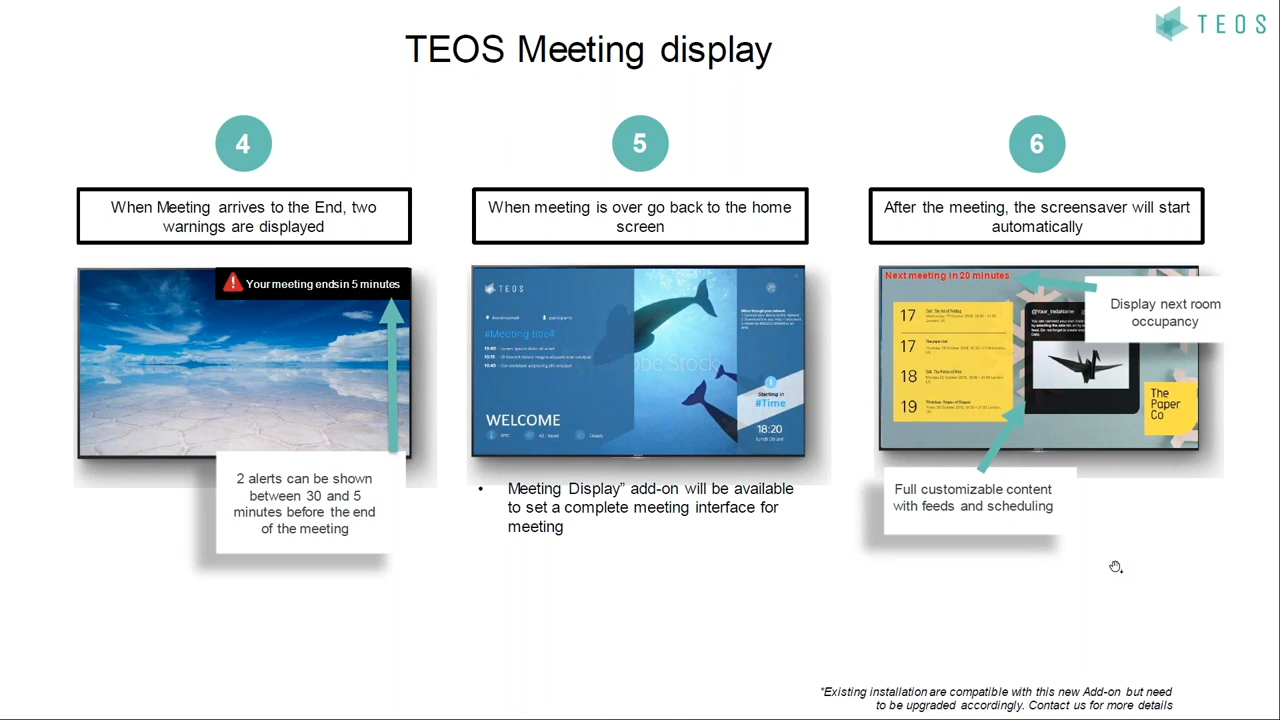 TEOS
TEOS Meeting display
4
When Meeting arrives to the End, two
warnings are displayed
Your meeting ends in 5 minutes
2 alerts can be shown
between 30 and 5
minutes before the end
of the meeting
5
When meeting is over go back to the home
screen
TEOS
#Meeting title#
WELCOME
Starting in
#Time
18:20
Meeting Display” add-on will be available
to set a complete meeting interface for
meeting
6
After the meeting, the screensaver will start
automatically
Next meeting in 20 minutes
Display next room
occupancy
17
17
18
19
@Your_InstaName
The
Paper
Co
Full customizable content
with feeds and scheduling
*Existing installation are compatible with this new Add-on but need
to be upgraded accordingly. Contact us for more details